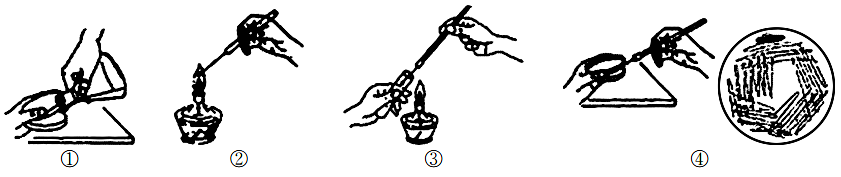 ① ② ③ ④